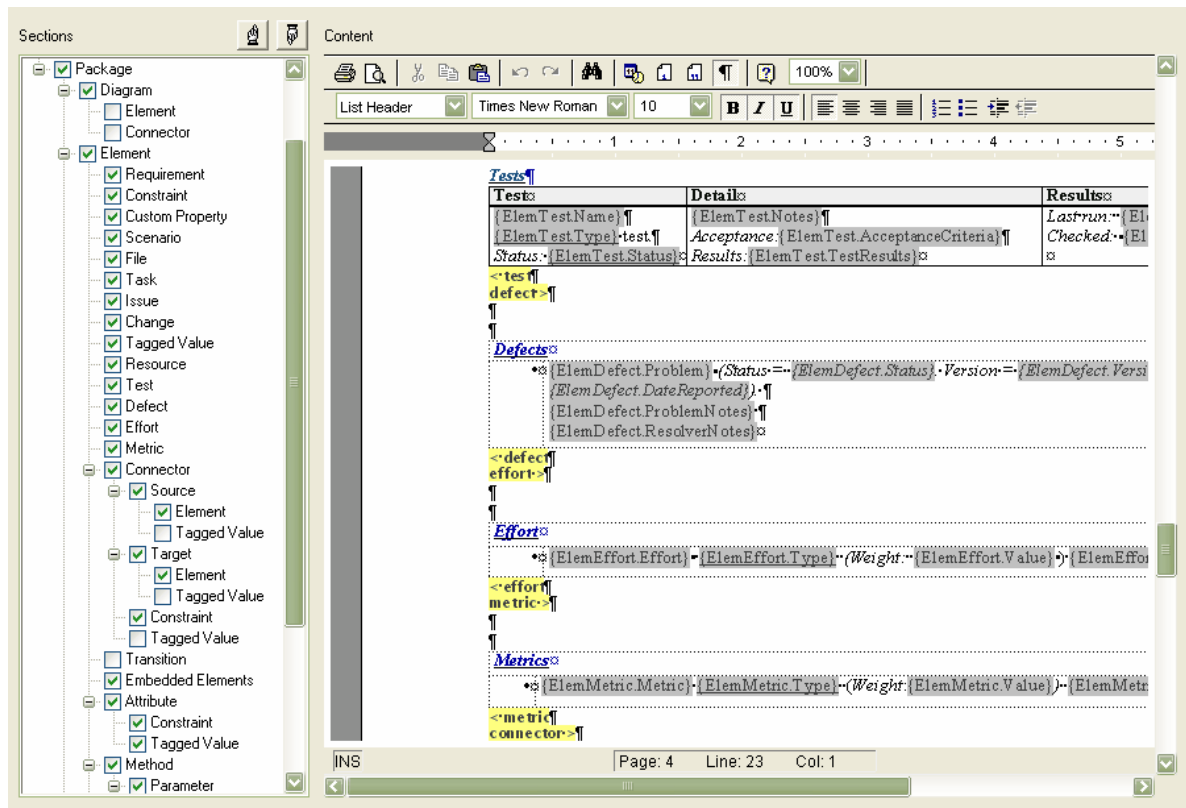 Sections
Content
Package
Diagram
Element
Connector
Element
Requirement
Constraint
Custom Property
Scenario
File
Task
Issue
Change
Tagged Value
Resource
Test
Defect
Effort
Metric
Connector
Source
Element
Tagged Value
Target
Element
Tagged Value
Constraint
Tagged Value
Transition
Embedded Elements
Attribute
Constraint
Tagged Value
Method
Parameter
100%
List Header Times New Roman 10 B I U
1 2 3 4 5
Tests¶
Test¤ Detail¤ Results¤
{ElemTest.Name}¶ {ElemTest.Notes}¶ Last·run:··{El
{ElemTest.Type}·test¶ Acceptance:{ElemTest.AcceptanceCriteria}¶ Checked:··{El
Status:·{ElemTest.Status}¤ Results:{ElemTest.TestResults}¤ ¤
<·test¶
defect·>¶
¶
¶
Defects¤
•¤ {ElemDefect.Problem}·(Status·=··{ElemDefect.Status}.·Version·=·{ElemDefect.Versi
{ElemDefect.DateReported}).·¶
{ElemDefect.ProblemNotes}·¶
{ElemDefect.ResolverNotes}¤
<·defect¶
effort·>¶
¶
¶
Effort¤
•¤ {ElemEffort.Effort}·-·{ElemEffort.Type}··(Weight:··{ElemEffort.Value}·)·{ElemEffor
<·effort¶
metric·>¶
¶
¶
Metrics¤
•¤ {ElemMetric.Metric}·{ElemMetric.Type}··(Weight:{ElemMetric.Value})··{ElemMetr
<·metric¶
connector·>¶
INS Page: 4 Line: 23 Col: 1